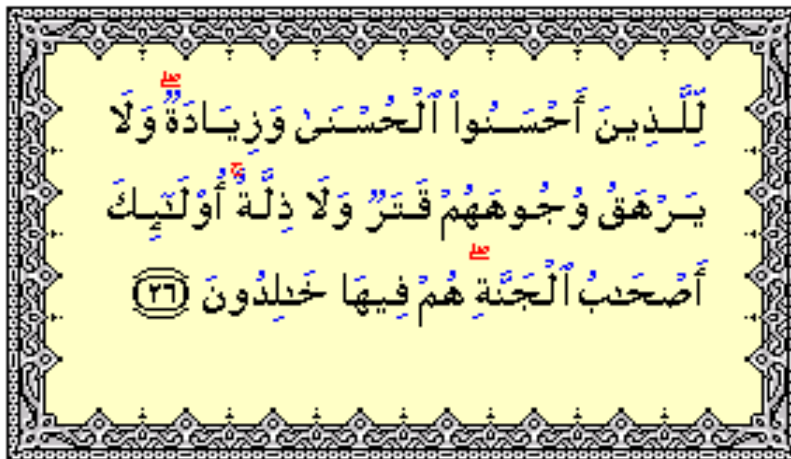 لِّلَّذِينَ أَحْسَنُوا۟ ٱلْحُسْنَىٰ وَزِيَادَةٌ ۖ وَلَا
يَرْهَقُ وُجُوهَهُمْ قَتَرٌ وَلَا ذِلَّةٌ ۚ أُو۟لَـٰٓئِكَ
أَصْحَـٰبُ ٱلْجَنَّةِ ۖ هُمْ فِيهَا خَـٰلِدُونَ ﴿٢٦﴾